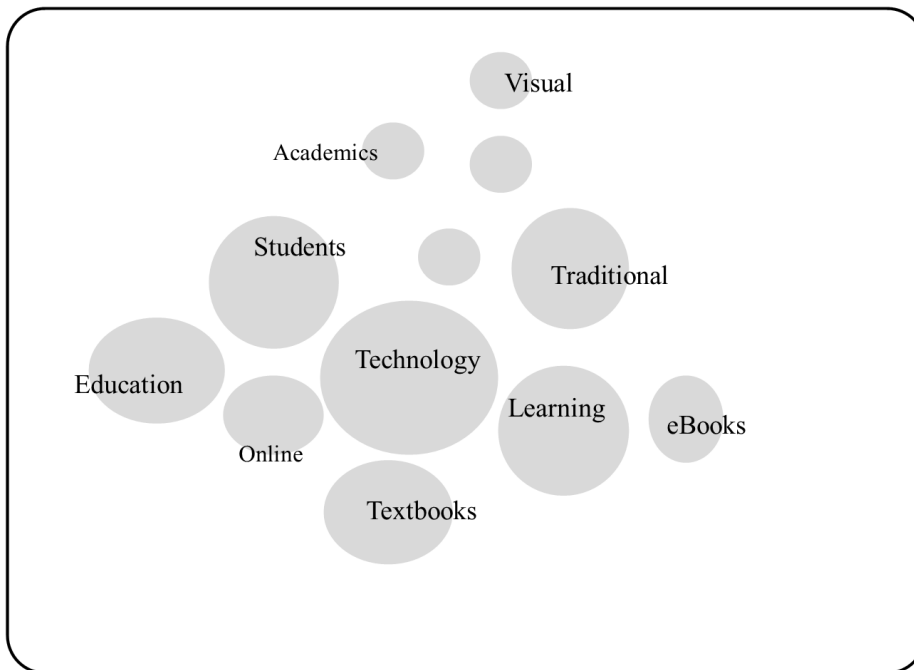 Visual
Academics
Students
Traditional
Technology
Education
Learning
eBooks
Online
Textbooks